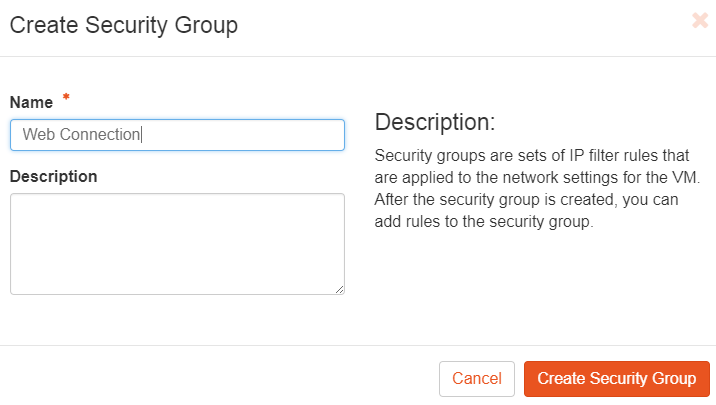 Create Security Group
Name *
Web Connection
Description
Description:
Security groups are sets of IP filter rules that
are applied to the network settings for the VM.
After the security group is created, you can
add rules to the security group.
Cancel
Create Security Group